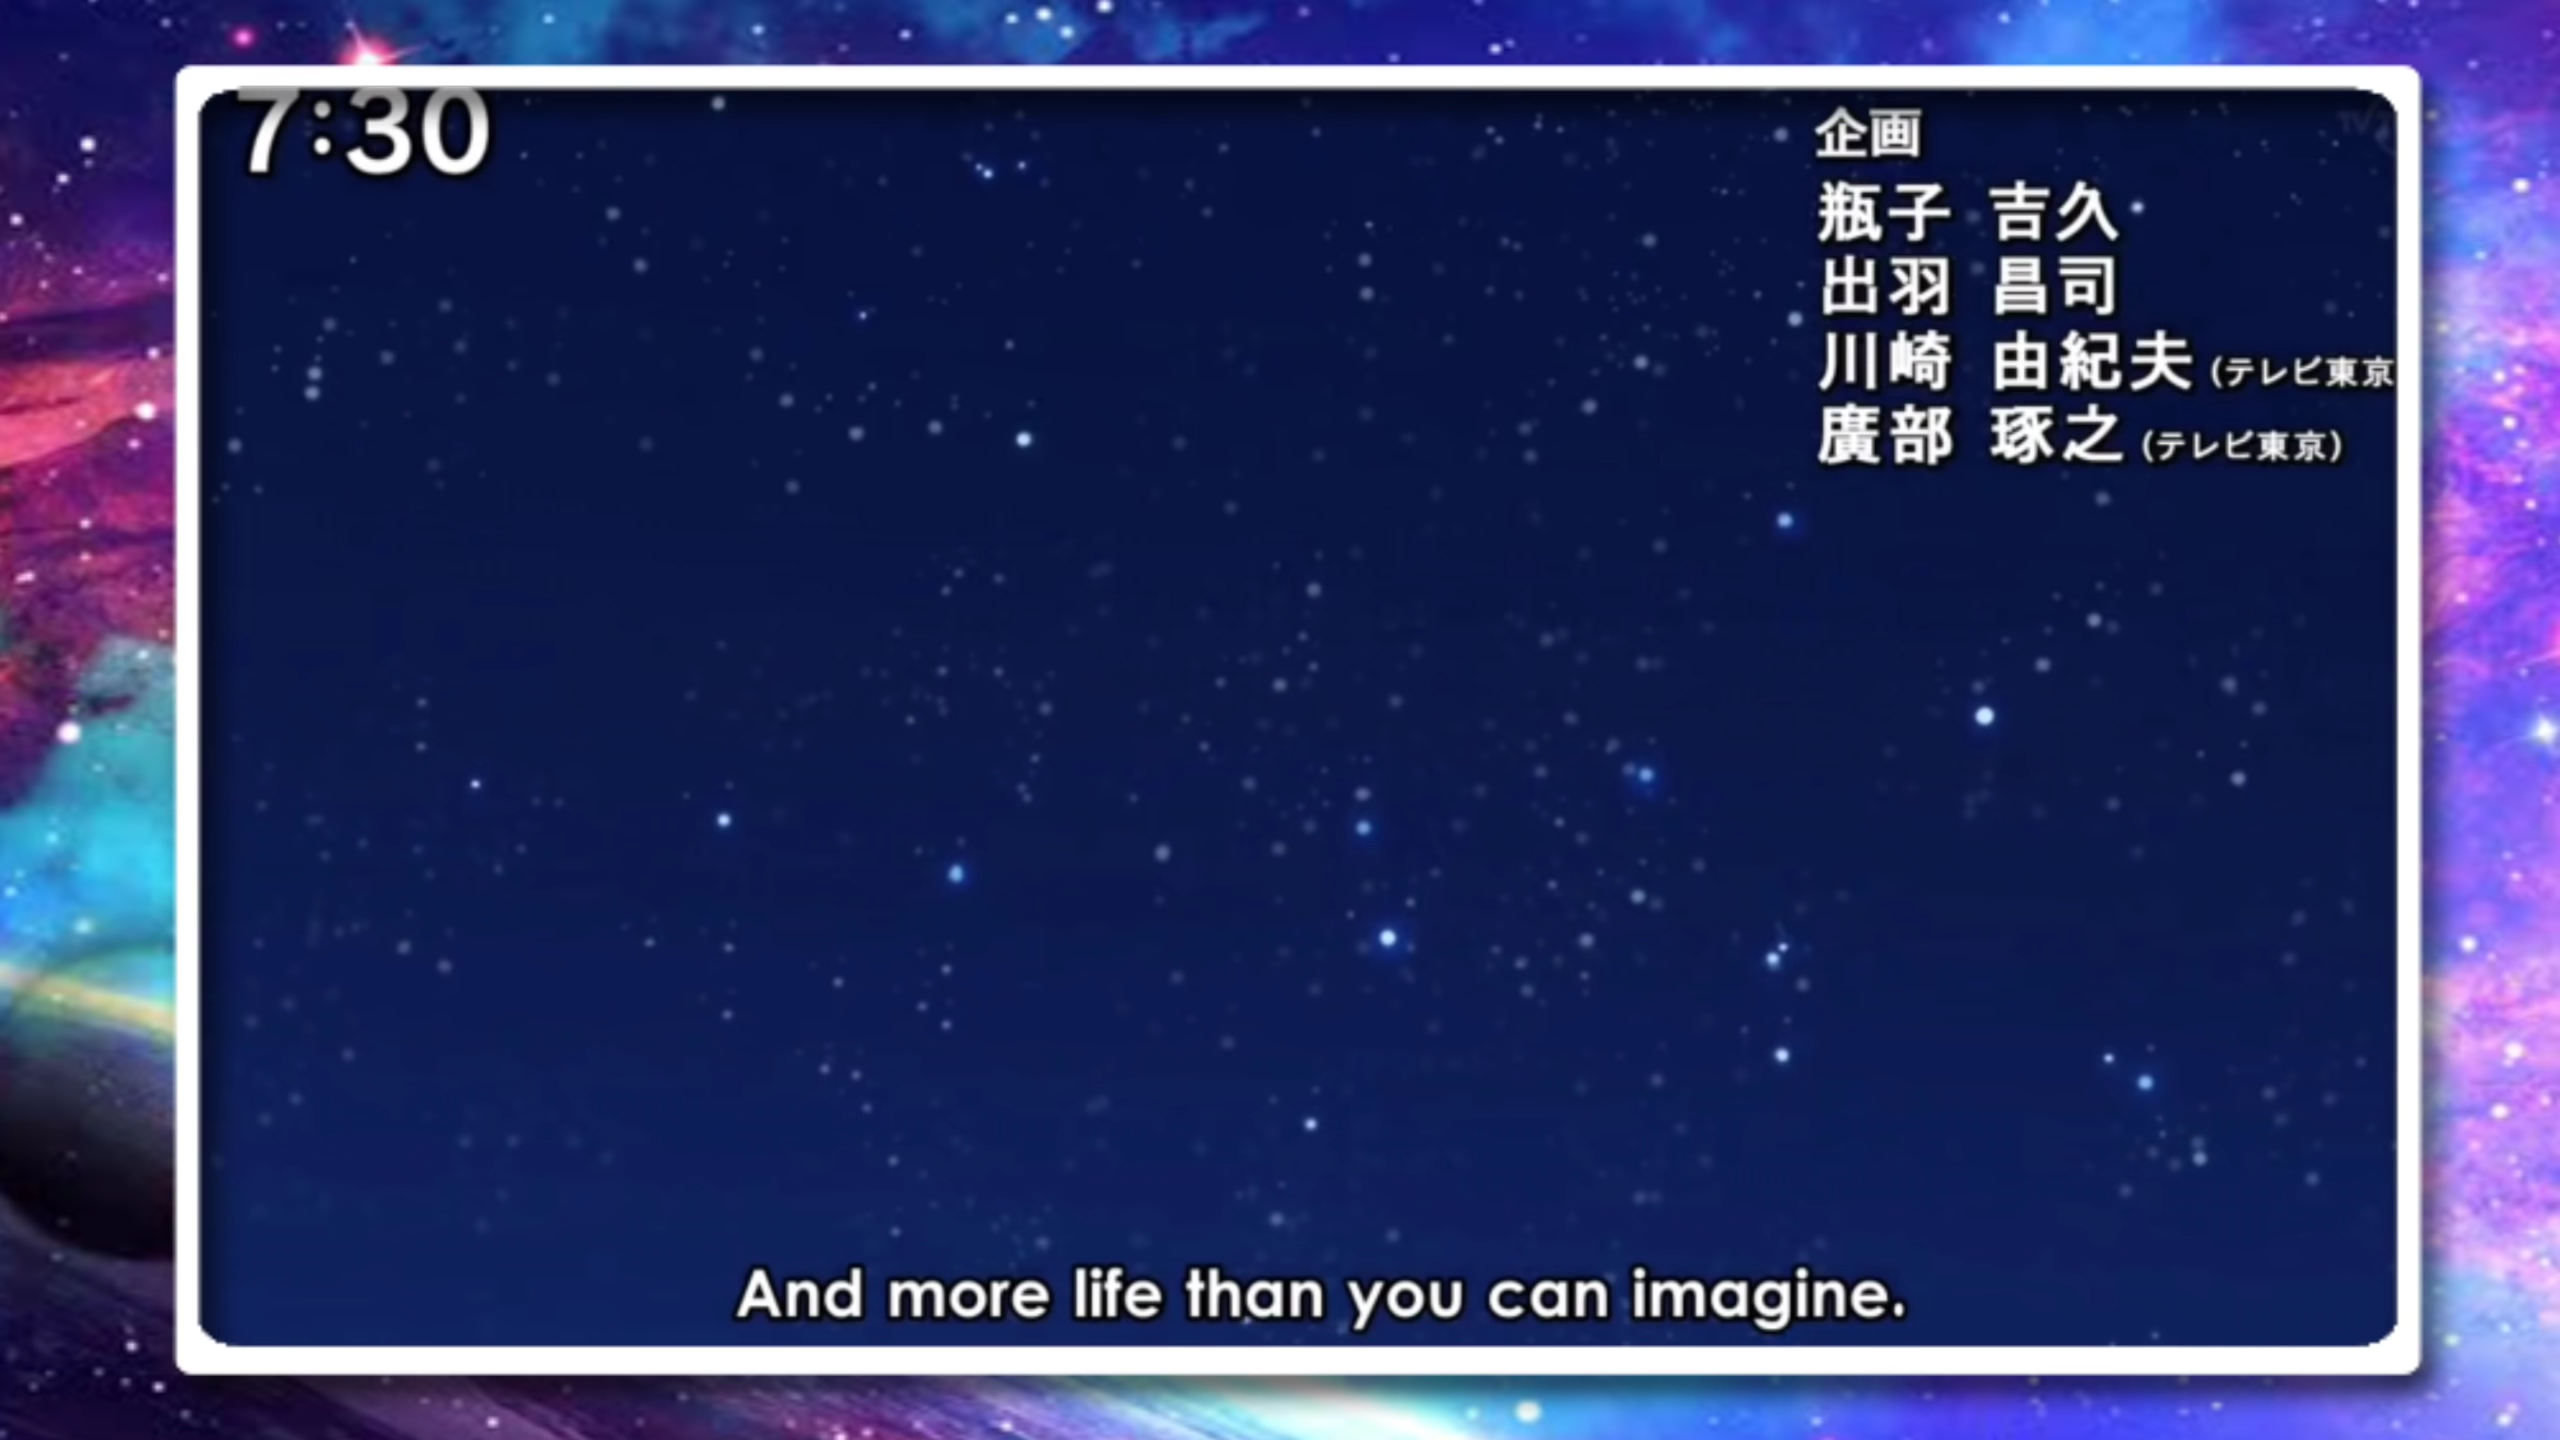 7:30
企画
瓶子 吉久
出羽 昌司
川崎 由紀夫 (テレビ東京
廣部 琢之 (テレビ東京)
And more life than you can imagine.